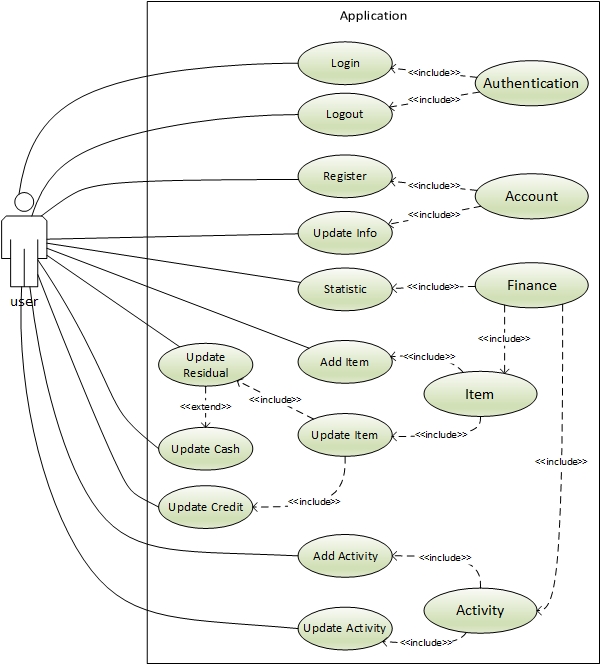 Application
Login
<<include>>
Authentication
<<include>>
Logout
Register
<<include>>
Account
<<include>>
Update Info
user
Statistic
<<include>>
Finance
<<include>>
Update
Residual
Add Item
<<include>>
Item
<<extend>>
<<include>>
Update Cash
Update Item
<<include>>
<<include>>
Update Credit
<<include>>
Add Activity
<<include>>
Activity
Update Activity
<<include>>